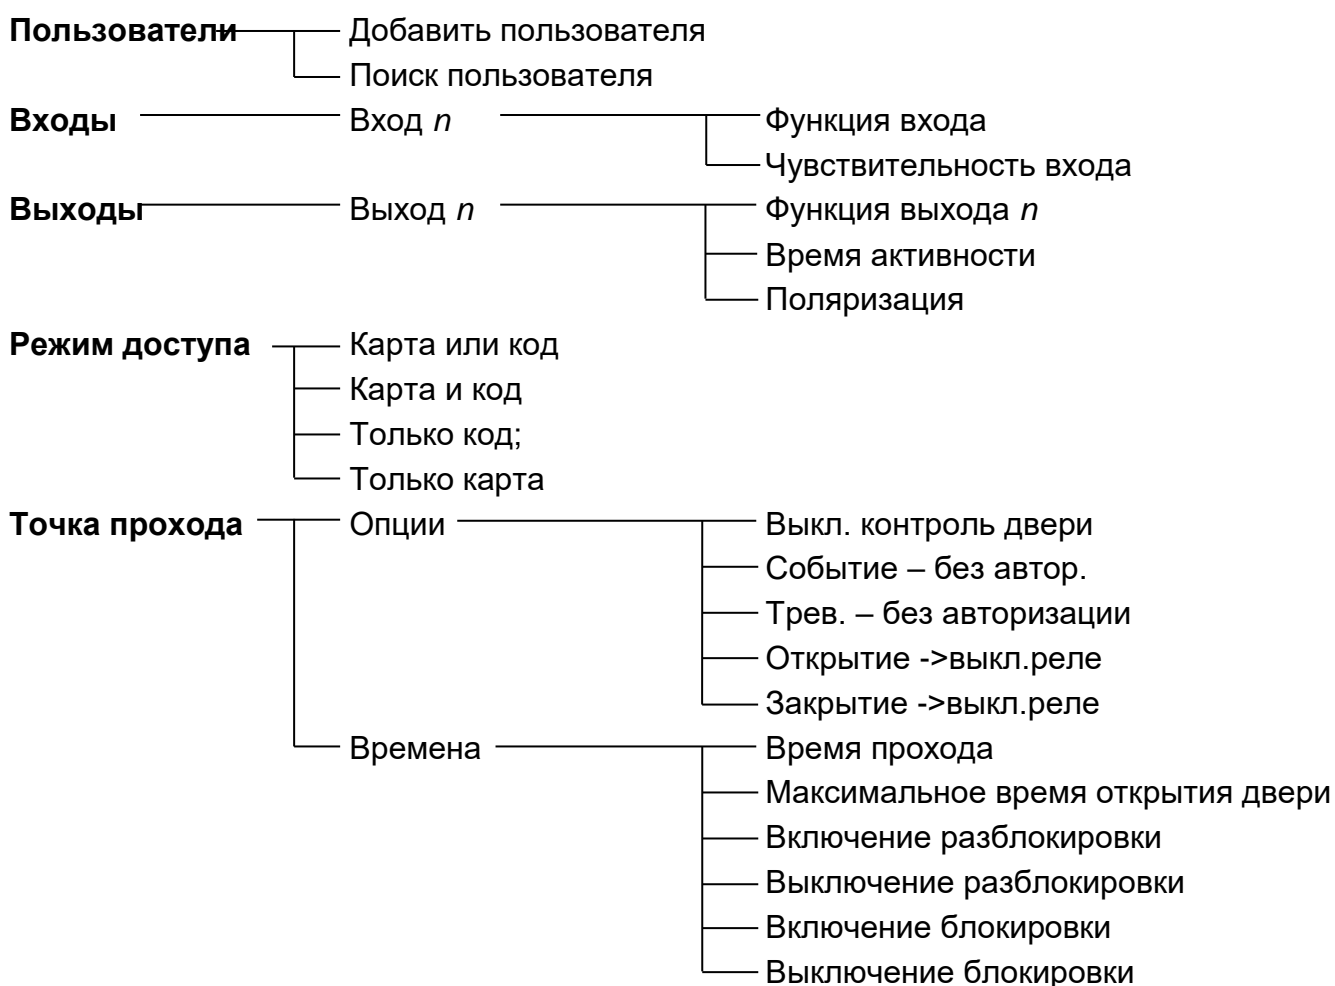 Пользователи Добавить пользователя
Поиск пользователя
Входы Вход n Функция входа
Чувствительность входа
Выходы Выход n Функция выхода n
Время активности
Поляризация
Режим доступа Карта или код
Карта и код
Только код;
Только карта
Точка прохода Опции Выкл. контроль двери
Событие – без автор.
Трев. – без авторизации
Открытие ->выкл.реле
Закрытие ->выкл.реле
Времена Время прохода
Максимальное время открытия двери
Включение разблокировки
Выключение разблокировки
Включение блокировки
Выключение блокировки